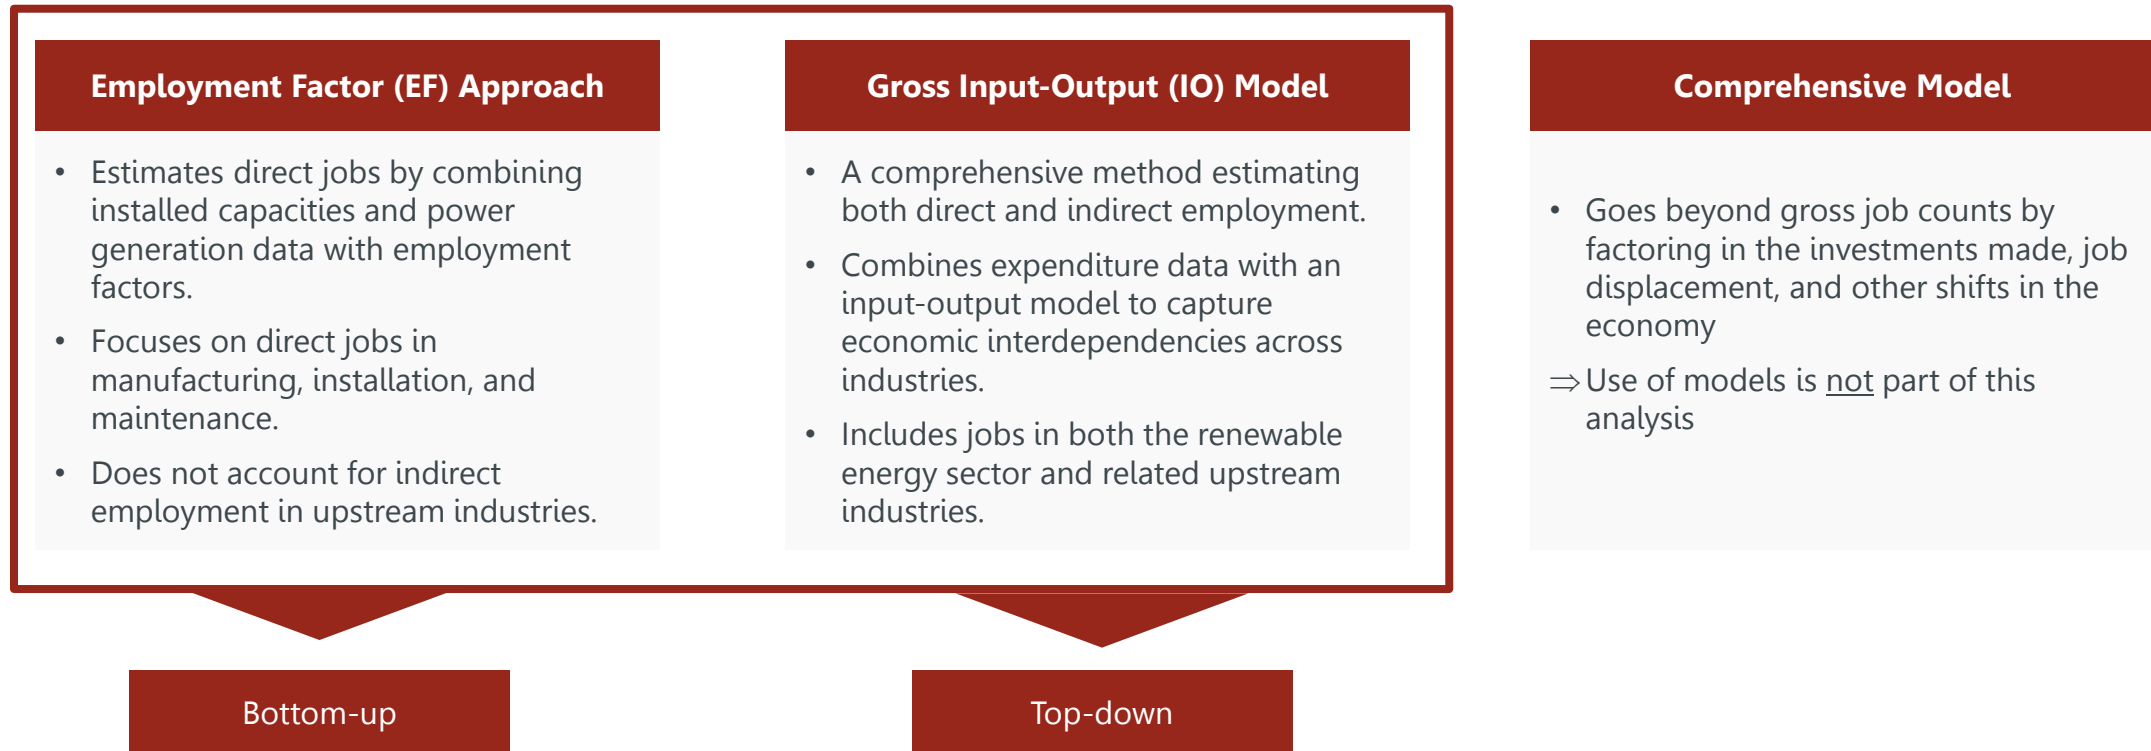 Employment Factor (EF) Approach
• Estimates direct jobs by combining
installed capacities and power
generation data with employment
factors.
• Focuses on direct jobs in
manufacturing, installation, and
maintenance.
• Does not account for indirect
employment in upstream industries.
Bottom-up
Gross Input-Output (IO) Model
• A comprehensive method estimating
both direct and indirect employment.
• Combines expenditure data with an
input-output model to capture
economic interdependencies across
industries.
• Includes jobs in both the renewable
energy sector and related upstream
industries.
Top-down
Comprehensive Model
• Goes beyond gross job counts by
factoring in the investments made, job
displacement, and other shifts in the
economy
⇒ Use of models is not part of this
analysis